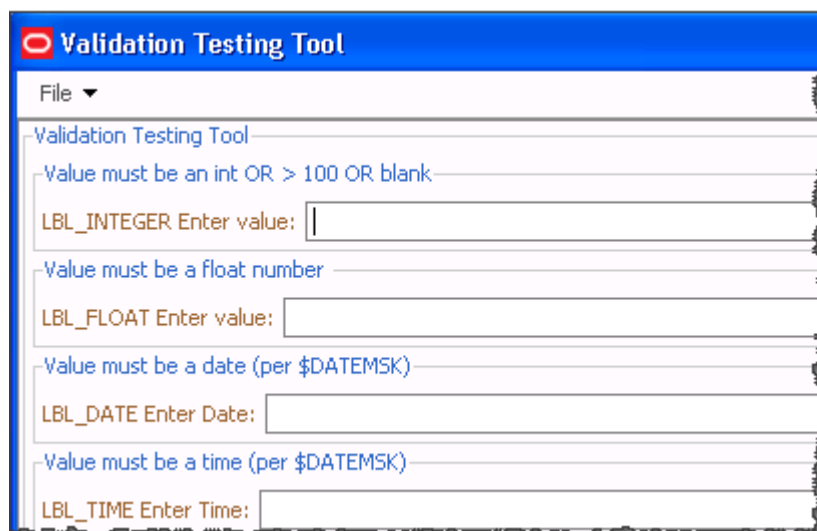 Validation Testing Tool
File
Validation Testing Tool
Value must be an int OR > 100 OR blank
LBL_INTEGER Enter value:
Value must be a float number
LBL_FLOAT Enter value:
Value must be a date (per $DATEMSK)
LBL_DATE Enter Date:
Value must be a time (per $DATEMSK)
LBL_TIME Enter Time: